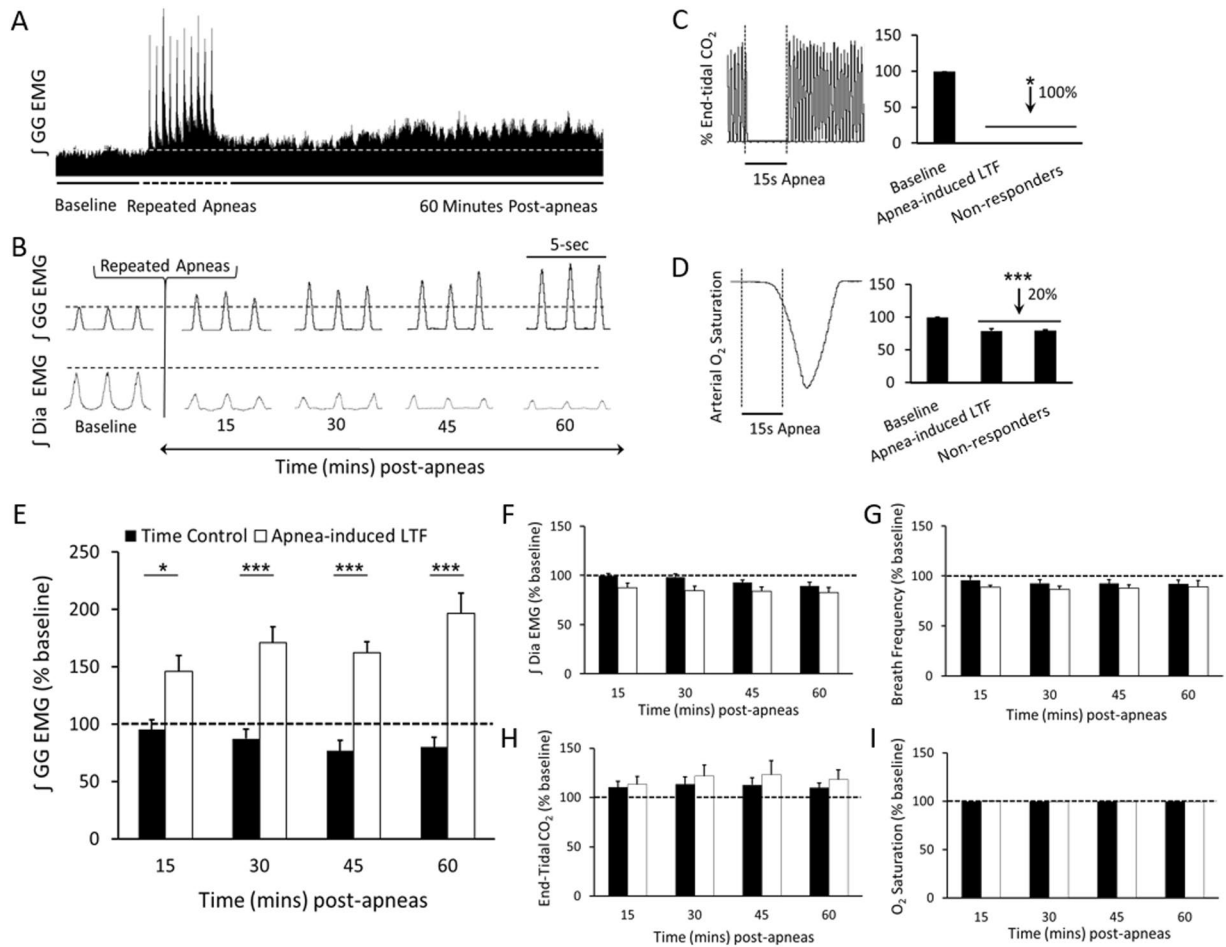 A
∫ GG EMG
Baseline Repeated Apneas 60 Minutes Post-apneas
B
Repeated Apneas
5-sec
∫ GG EMG
∫ Dia EMG
Baseline 15 30 45 60
Time (mins) post-apneas
C
% End-tidal CO2
15s Apnea
150
100
50
0
*
100%
Baseline
Apnea-induced LTF
Non-responders
D
Arterial O2 Saturation
15s Apnea
150
100
50
0
***
20%
Baseline
Apnea-induced LTF
Non-responders
E
Time Control Apnea-induced LTF
∫ GG EMG (% baseline)
250
200
150
100
50
0
* *** *** ***
15 30 45 60
Time (mins) post-apneas
F
∫ Dia EMG (% baseline)
150
100
50
0
15 30 45 60
Time (mins) post-apneas
G
Breath Frequency (% baseline)
150
100
50
0
15 30 45 60
Time (mins) post-apneas
H
End-Tidal CO2 (% baseline)
150
100
50
0
15 30 45 60
Time (mins) post-apneas
I
O2 Saturation (% baseline)
150
100
50
0
15 30 45 60
Time (mins) post-apneas